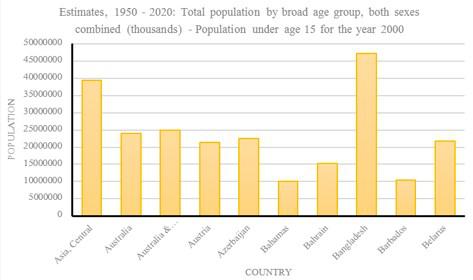 Estimates, 1950 - 2020: Total population by broad age group, both sexes
combined (thousands) - Population under age 15 for the year 2000
50000000
45000000
40000000
35000000
30000000
25000000
20000000
15000000
10000000
5000000
0
POPULATION
Asia, Central
Australia
Australia &...
Austria
Azerbaijan
Bahamas
Bahrain
Bangladesh
Barbados
Belarus
COUNTRY